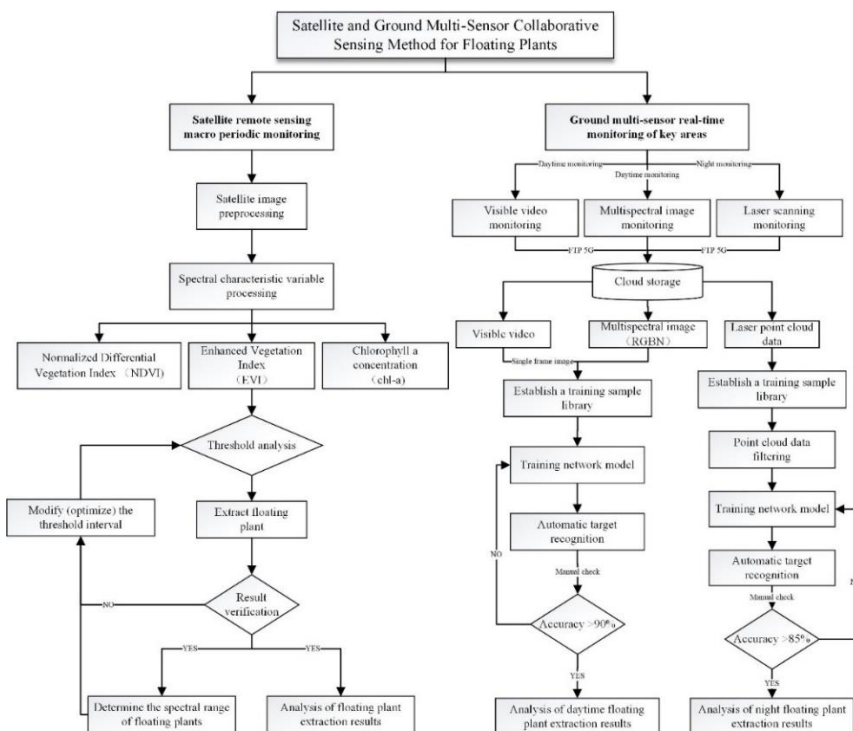 Satellite and Ground Multi-Sensor Collaborative
Sensing Method for Floating Plants
Satellite remote sensing
macro periodic monitoring
Ground multi-sensor real-time
monitoring of key areas
Daytime monitoring
Daytime monitoring
Night monitoring
Satellite image
preprocessing
Visible video
monitoring
Multispectral image
monitoring
Laser scanning
monitoring
FTP 5G
FTP 5G
Spectral characteristic variable
processing
Cloud storage
Visible video
Multispectral image
(RGBN)
Laser point cloud
data
Normalized Differential
Vegetation Index (NDVI)
Enhanced Vegetation
Index
(EVI)
Chlorophyll a
concentration
(chl-a)
Single frame image
Establish a training sample
library
Establish a training sample
library
Threshold analysis
Point cloud data
filtering
Training network model
Modify (optimize) the
threshold interval
Extract floating
plant
Training network model
Automatic target
recognition
NO
Automatic target
recognition
Manual check
Manual check
Result
verification
NO
Accuracy >90%
Accuracy >85%
YES
YES
YES
YES
Determine the spectral range
of floating plants
Analysis of floating plant
extraction results
Analysis of daytime floating
plant extraction results
Analysis of night floating plant
extraction results